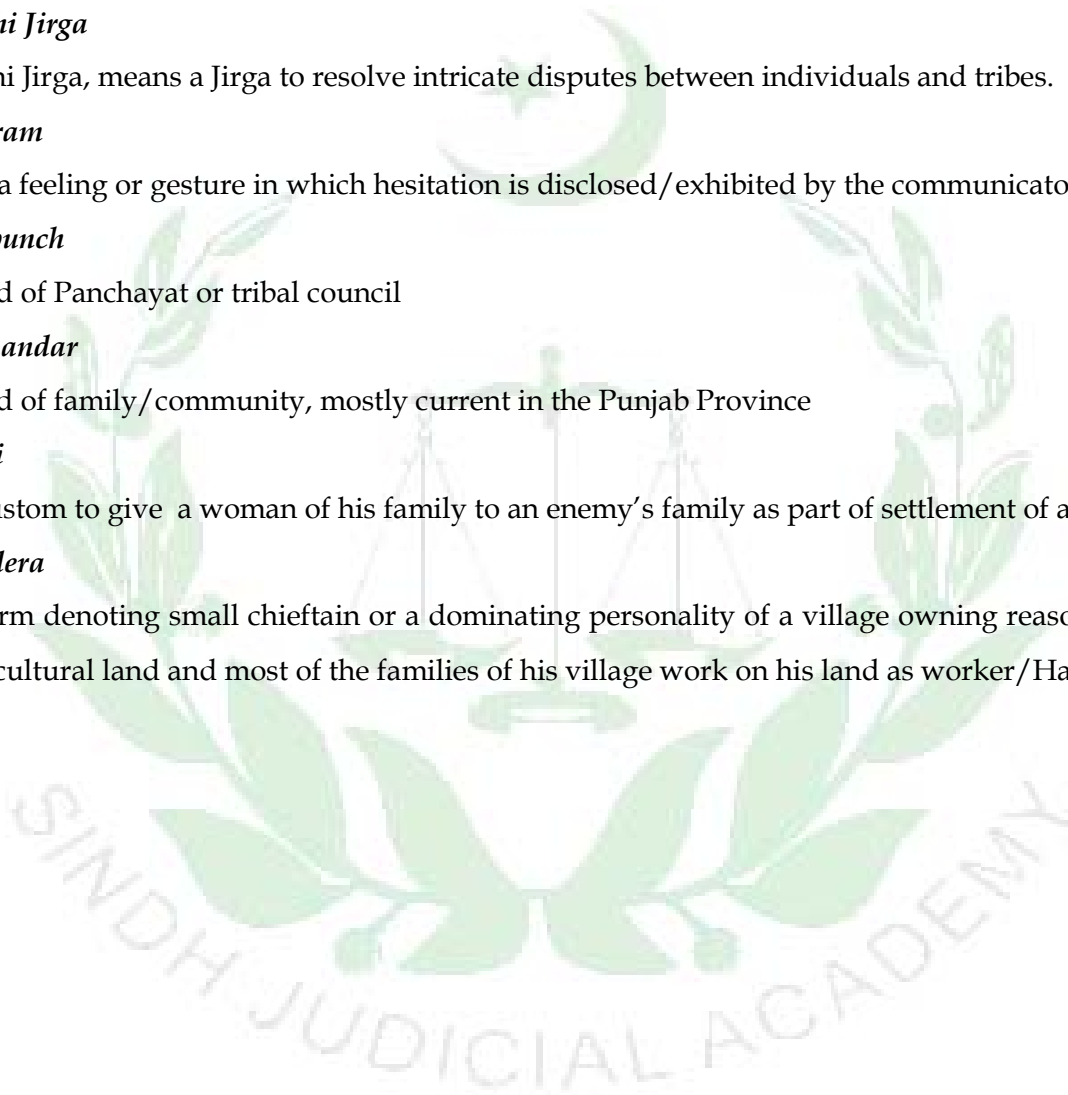 ni Jirga
ni Jirga, means a Jirga to resolve intricate disputes between individuals and tribes.
ram
a feeling or gesture in which hesitation is disclosed/exhibited by the communicato
punch
d of Panchayat or tribal council
andar
d of family/community, mostly current in the Punjab Province
i
ustom to give a woman of his family to an enemy’s family as part of settlement of a
dera
rm denoting small chieftain or a dominating personality of a village owning reaso
cultural land and most of the families of his village work on his land as worker/Ha
SINDH JUDICIAL ACADEMY